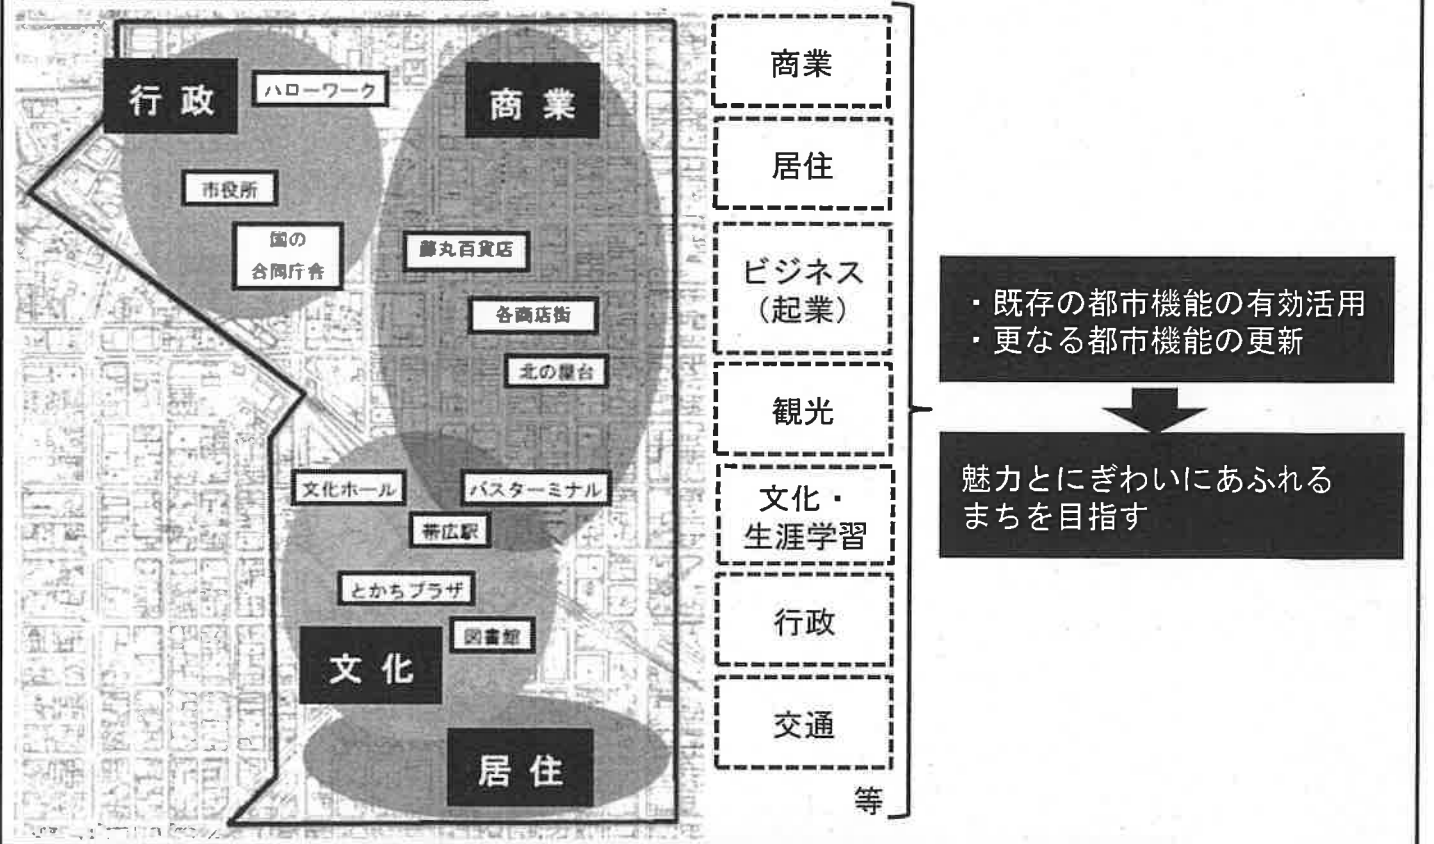 行政
ハローワーク
市役所
国の
合同庁舎
商業
藤丸百貨店
各商店街
北の屋台
文化ホール
バスターミナル
帯広駅
とかちプラザ
図書館
文化
居住
商業
居住
ビジネス
(起業)
観光
文化・
生涯学習
行政
交通
等
・既存の都市機能の有効活用
・更なる都市機能の更新
魅力とにぎわいにあふれる
まちを目指す